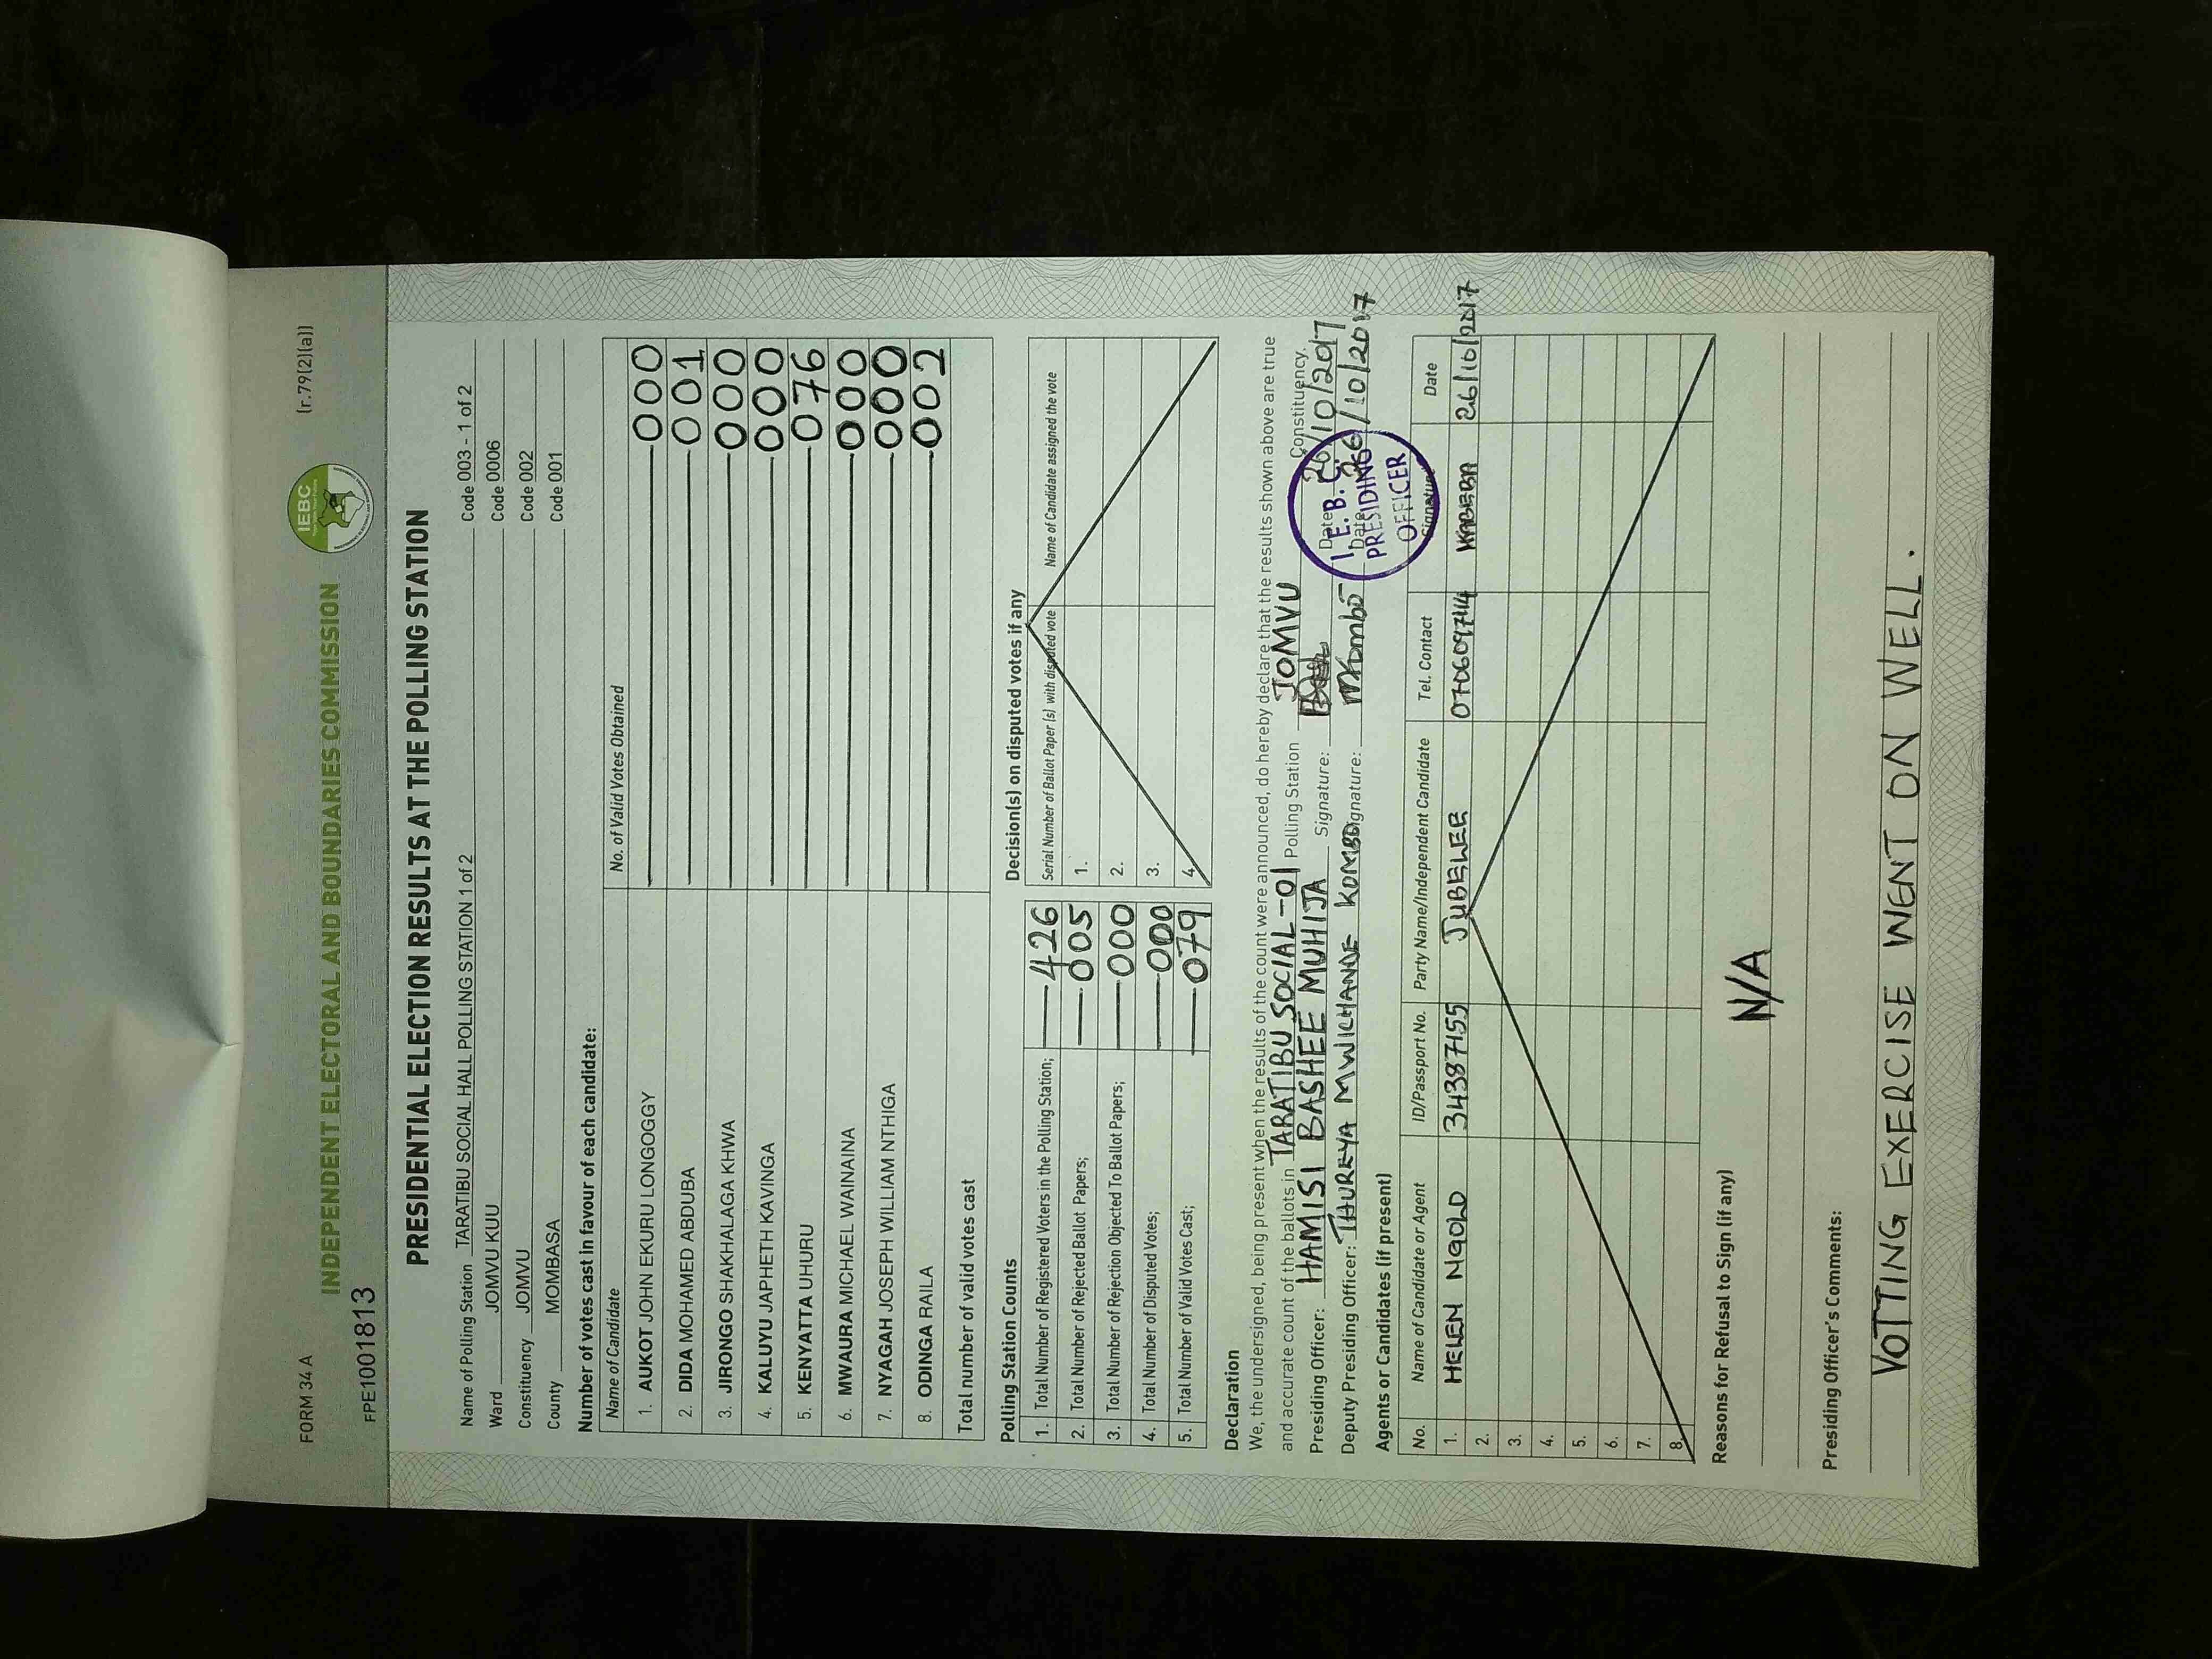 FORM 34 A
(r.79(2)(a))
INDEPENDENT ELECTORAL AND BOUNDARIES COMMISSION
IEBC
FPE1001813
PRESIDENTIAL ELECTION RESULTS AT THE POLLING STATION
Name of Polling Station TARATIBU SOCIAL HALL POLLING STATION 1 of 2 Code 003 - 1 of 2
Ward JOMVU KUU Code 0006
Constituency JOMVU Code 002
County MOMBASA Code 001
Number of votes cast in favour of each candidate:
Name of Candidate No. of Valid Votes Obtained
1. AUKOT JOHN EKURU LONGOGGY 000
2. DIDA MOHAMED ABDUBA 001
3. JIRONGO SHAKHALAGA KHWA 000
4. KALUYU JAPHETH KAVINGA 000
5. KENYATTA UHURU 076
6. MWAURA MICHAEL WAINAINA 000
7. NYAGAH JOSEPH WILLIAM NTHIGA 000
8. ODINGA RAILA 002
Total number of valid votes cast
Polling Station Counts
1. Total Number of Registered Voters in the Polling Station; 426
2. Total Number of Rejected Ballot Papers; 005
3. Total Number of Rejection Objected To Ballot Papers; 000
4. Total Number of Disputed Votes; 000
5. Total Number of Valid Votes Cast; 079
Decision(s) on disputed votes if any
Serial Number of Ballot Paper (s) with disputed vote Name of Candidate assigned the vote
1.
2.
3.
4.
Declaration
We, the undersigned, being present when the results of the count were announced, do hereby declare that the results shown above are true
and accurate count of the ballots in TARATIBU SOCIAL-01 Polling Station JOMVU Constituency.
Presiding Officer: HAMISI BASHEE MUHIJA Signature: Date 26/10/2017
Deputy Presiding Officer: THUREYA MWICHANDE KOMBO Signature: Mkombo Date 26/10/2017
I.E.B.C.
PRESIDING
OFFICER
Agents or Candidates (if present)
No. Name of Candidate or Agent ID/Passport No. Party Name/Independent Candidate Tel. Contact Signature Date
1. HELEN NGOLO 34387155 JUBELEE 0706097414 26/10/2017
2.
3.
4.
5.
6.
7.
8.
Reasons for Refusal to Sign (if any)
N/A
Presiding Officer's Comments:
VOTTING EXERCISE WENT ON WELL.